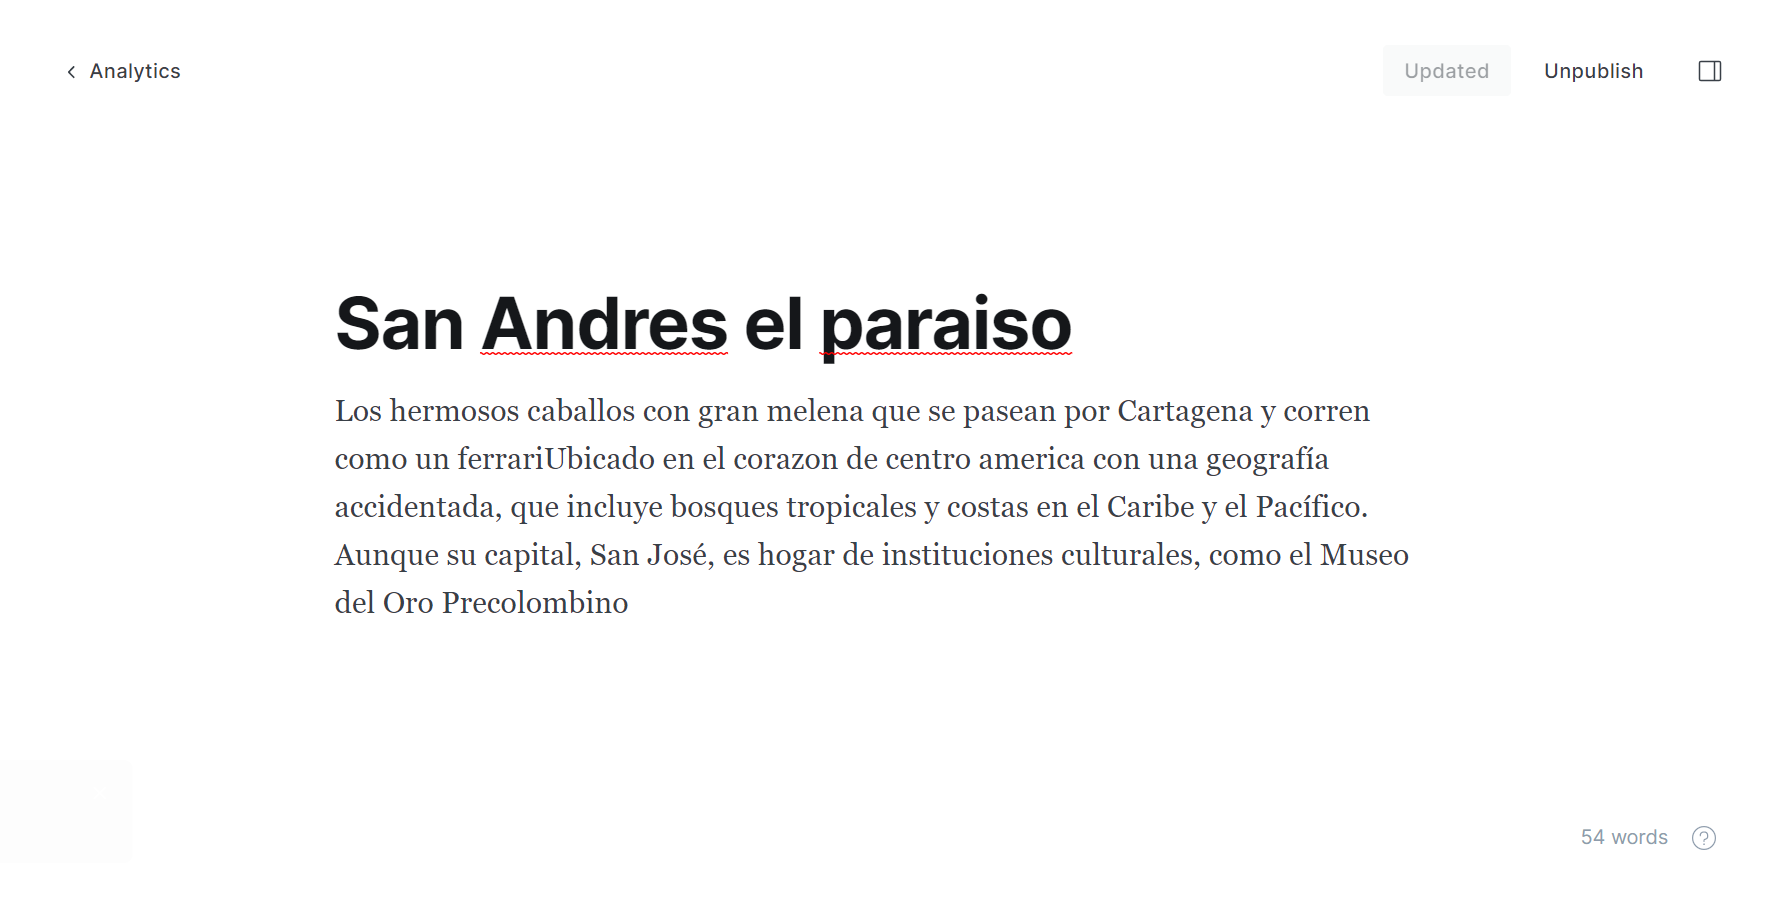 Analytics
Updated
Unpublish
San Andres el paraiso
Los hermosos caballos con gran melena que se pasean por Cartagena y corren
como un ferrariUbicado en el corazon de centro america con una geografía
accidentada, que incluye bosques tropicales y costas en el Caribe y el Pacífico.
Aunque su capital, San José, es hogar de instituciones culturales, como el Museo
del Oro Precolombino
54 words
?